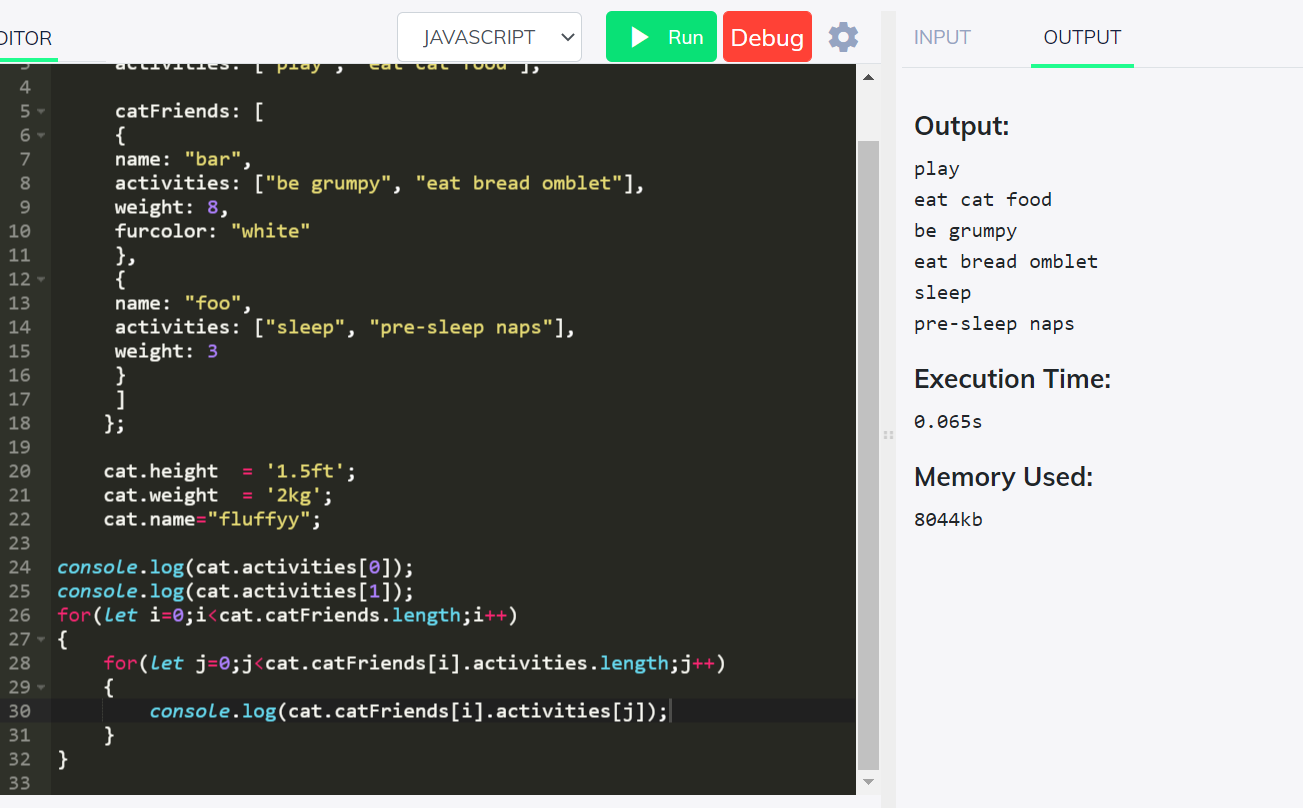 DITOR
JAVASCRIPT
Run
Debug
INPUT
OUTPUT
3 activities: ["play", "eat cat food"],
4
5 catFriends: [
6 {
7 name: "bar",
8 activities: ["be grumpy", "eat bread omblet"],
9 weight: 8,
10 furcolor: "white"
11 },
12 {
13 name: "foo",
14 activities: ["sleep", "pre-sleep naps"],
15 weight: 3
16 }
17 ]
18 };
19
20 cat.height  = '1.5ft';
21 cat.weight  = '2kg';
22 cat.name="fluffyy";
23
24 console.log(cat.activities[0]);
25 console.log(cat.activities[1]);
26 for(let i=0;i<cat.catFriends.length;i++)
27 {
28     for(let j=0;j<cat.catFriends[i].activities.length;j++)
29     {
30         console.log(cat.catFriends[i].activities[j]);
31     }
32 }
33
Output:
play
eat cat food
be grumpy
eat bread omblet
sleep
pre-sleep naps
Execution Time:
0.065s
Memory Used:
8044kb